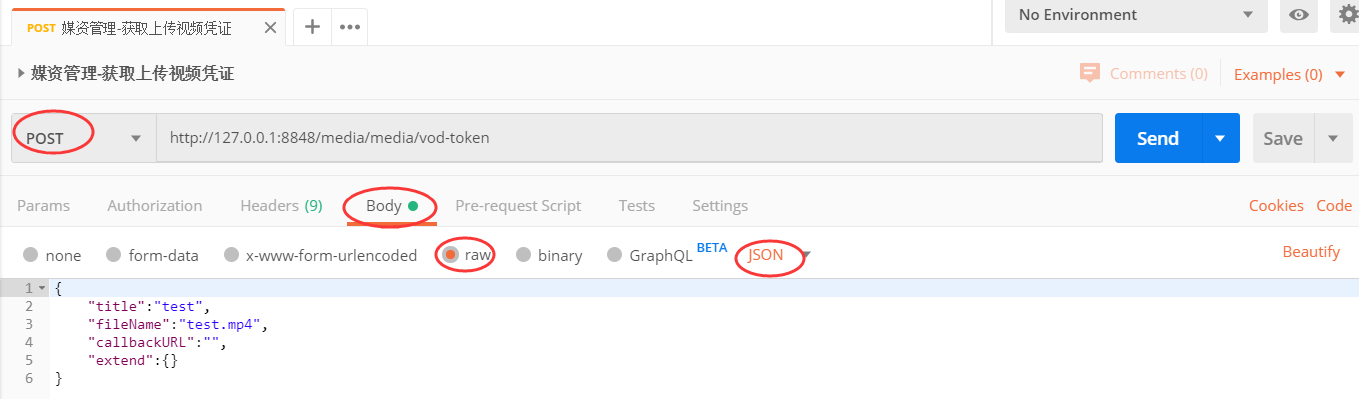 POST 媒资管理-获取上传视频凭证
No Environment
媒资管理-获取上传视频凭证
Comments (0)
Examples (0)
POST
http://127.0.0.1:8848/media/media/vod-token
Send
Save
Params
Authorization
Headers (9)
Body
Pre-request Script
Tests
Settings
Cookies
Code
none
form-data
x-www-form-urlencoded
raw
binary
GraphQL BETA
JSON
Beautify
1 {
2 "title":"test",
3 "fileName":"test.mp4",
4 "callbackURL":"",
5 "extend":{}
6 }